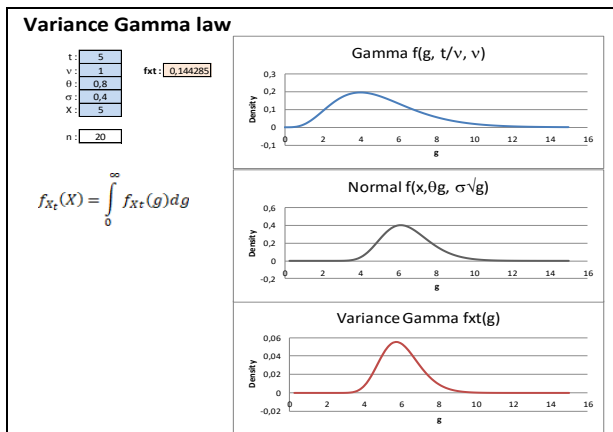 Variance Gamma law
t : 5
ν : 1
θ : 0,8
σ : 0,4
X : 5
n : 20
fxt : 0,144285
f_{X_t}(X) = ∫_0^∞ f_{Xt}(g)dg
Gamma f(g, t/ν, ν)
Density
0,3
0,2
0,1
0
-0,1
0 2 4 6 8 10 12 14 16
g
Normal f(x,θg, σ√g)
Density
0,6
0,4
0,2
0
-0,2
0 2 4 6 8 10 12 14 16
g
Variance Gamma fxt(g)
Density
0,06
0,04
0,02
0
-0,02
0 2 4 6 8 10 12 14 16
g